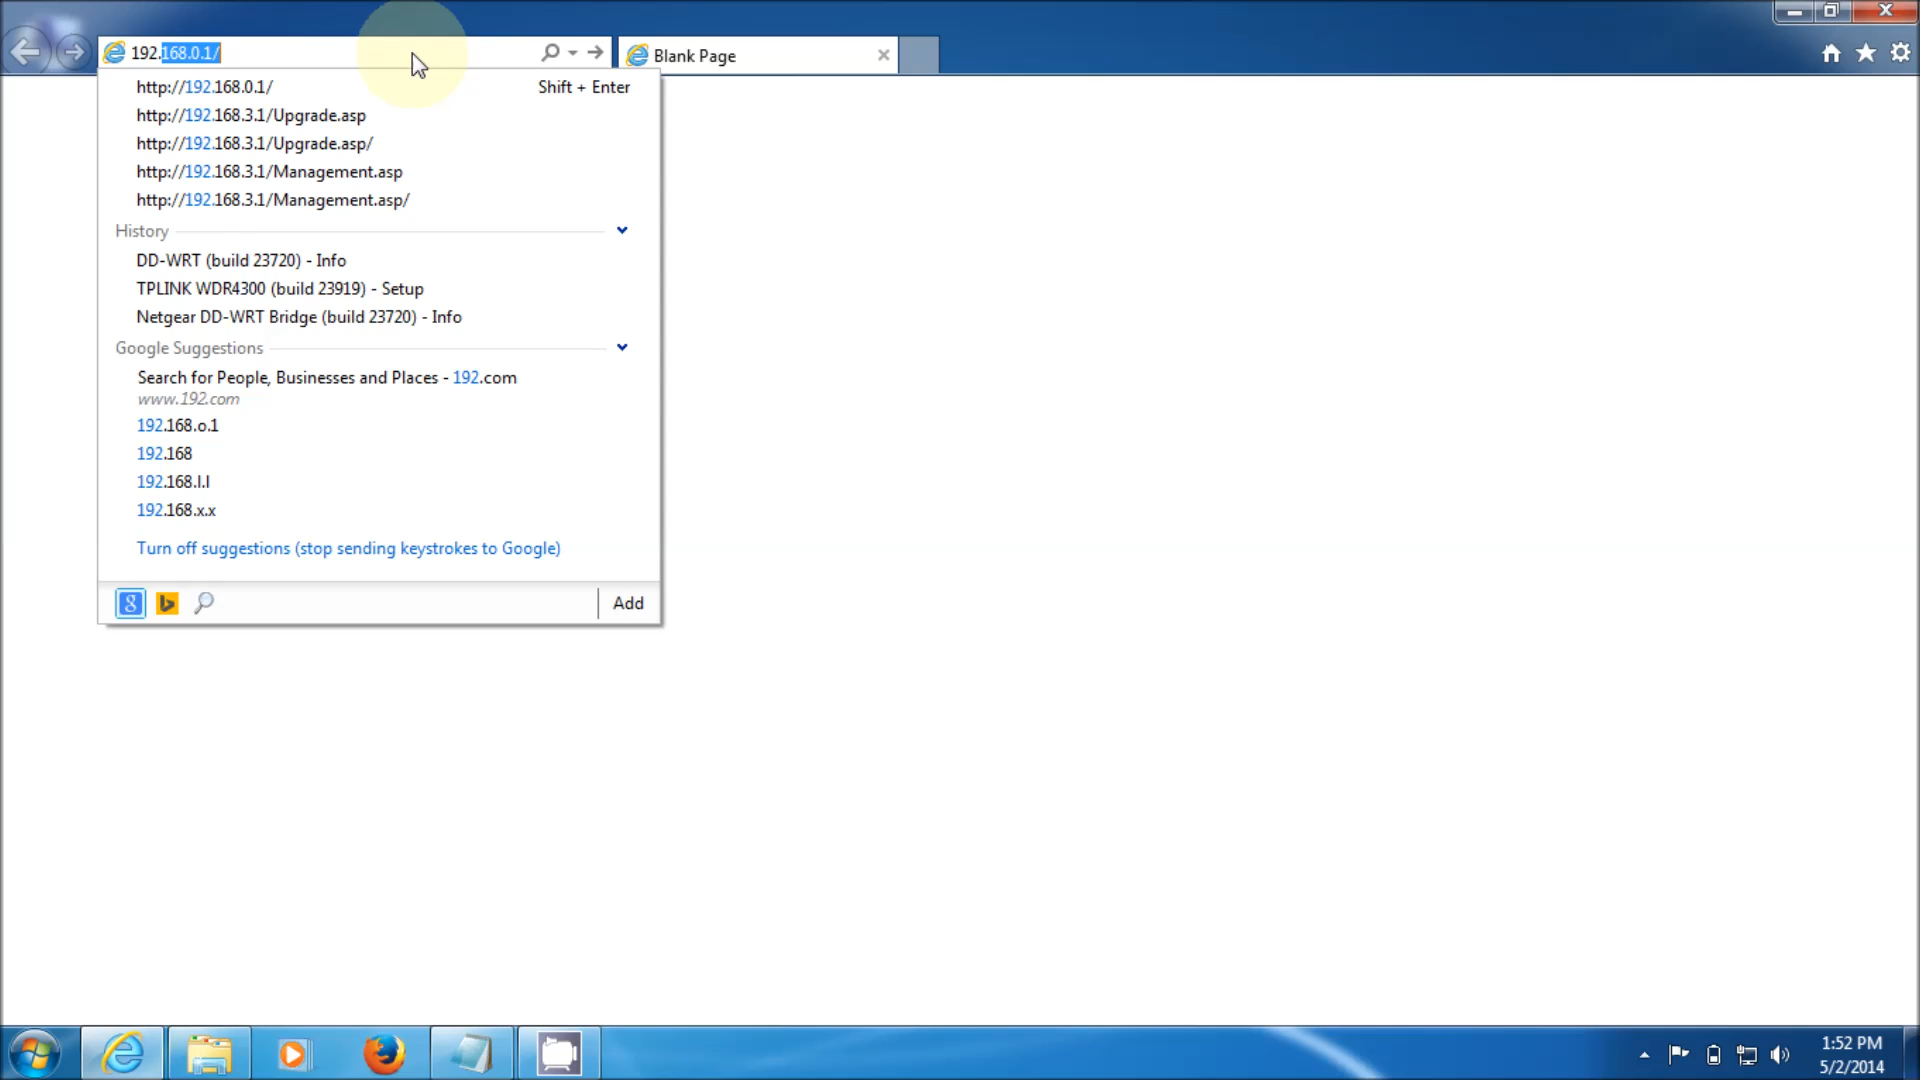 192.168.0.1/
Blank Page
http://192.168.0.1/ Shift + Enter
http://192.168.3.1/Upgrade.asp
http://192.168.3.1/Upgrade.asp/
http://192.168.3.1/Management.asp
http://192.168.3.1/Management.asp/
History
DD-WRT (build 23720) - Info
TPLINK WDR4300 (build 23919) - Setup
Netgear DD-WRT Bridge (build 23720) - Info
Google Suggestions
Search for People, Businesses and Places - 192.com
www.192.com
192.168.o.1
192.168
192.168.l.l
192.168.x.x
Turn off suggestions (stop sending keystrokes to Google)
8
Add
1:52 PM
5/2/2014